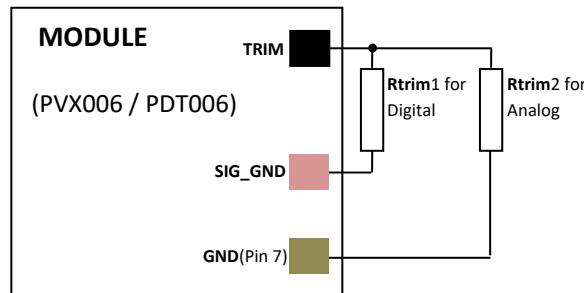 MODULE
TRIM
Rtrim1 for
Digital
Rtrim2 for
Analog
(PVX006 / PDT006)
SIG_GND
GND(Pin 7)